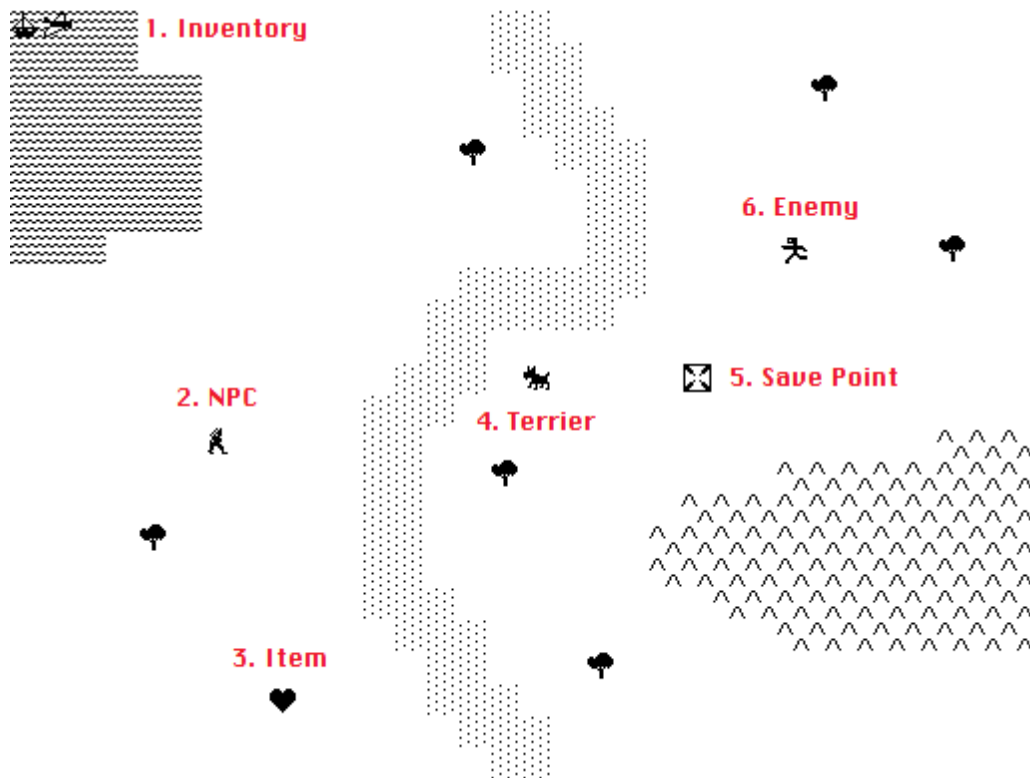 1. Inventory
6. Enemy
5. Save Point
2. NPC
4. Terrier
3. Item